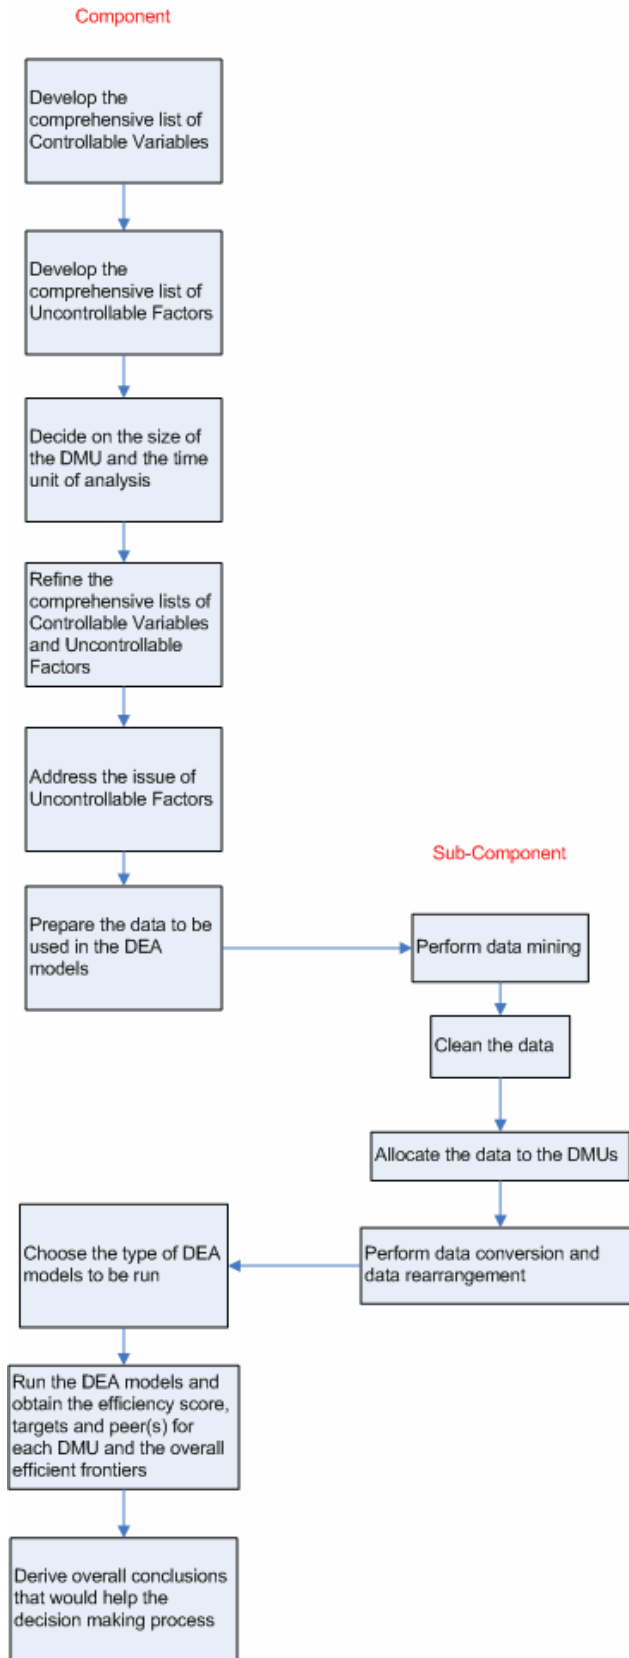 Component
Develop the
comprehensive list of
Controllable Variables
Develop the
comprehensive list of
Uncontrollable Factors
Decide on the size of
the DMU and the time
unit of analysis
Refine the
comprehensive lists of
Controllable Variables
and Uncontrollable
Factors
Address the issue of
Uncontrollable Factors
Sub-Component
Prepare the data to be
used in the DEA
models
Perform data mining
Clean the data
Allocate the data to the DMUs
Perform data conversion and
data rearrangement
Choose the type of DEA
models to be run
Run the DEA models and
obtain the efficiency score,
targets and peer(s) for
each DMU and the overall
efficient frontiers
Derive overall conclusions
that would help the
decision making process